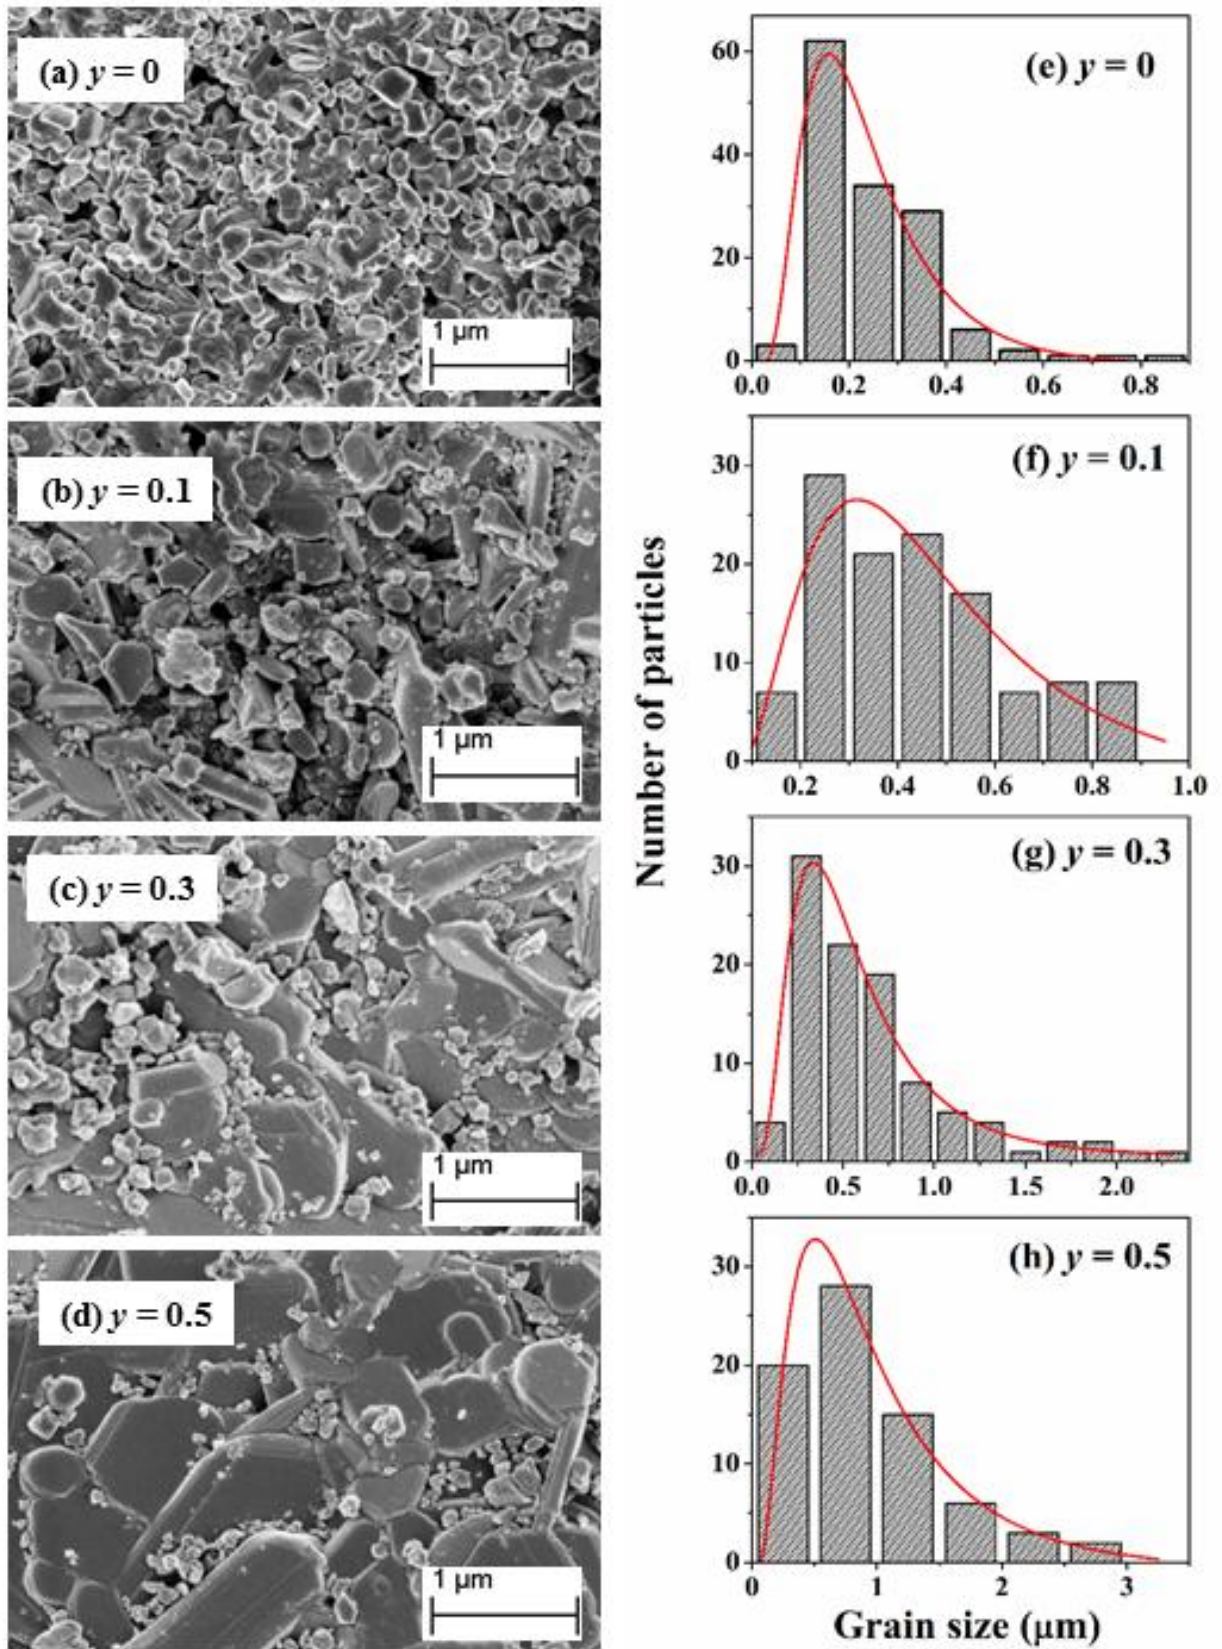 (a) y = 0
1 µm
(b) y = 0.1
1 µm
(c) y = 0.3
1 µm
(d) y = 0.5
1 µm
Number of particles
(e) y = 0
60
40
20
0
0.0 0.2 0.4 0.6 0.8
(f) y = 0.1
30
20
10
0
0.2 0.4 0.6 0.8 1.0
(g) y = 0.3
30
20
10
0
0.0 0.5 1.0 1.5 2.0
(h) y = 0.5
30
20
10
0
0 1 2 3
Grain size (µm)